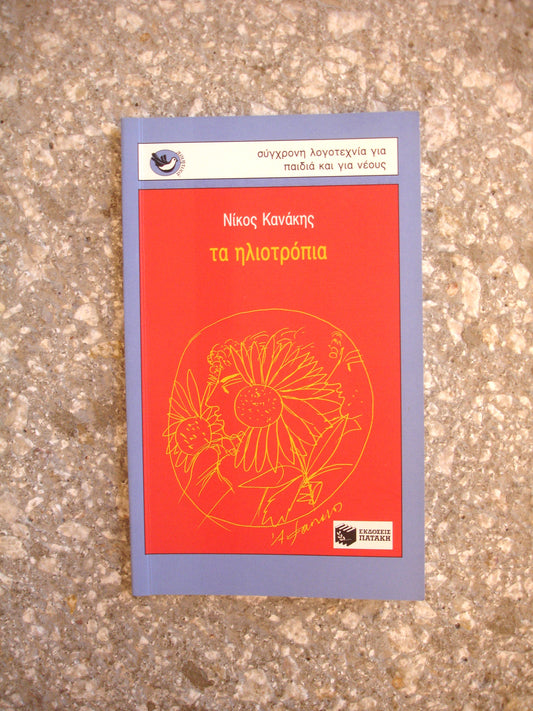 σύγχρονη λογοτεχνία για
παιδιά και για νέους
Νίκος Κανάκης
τα ηλιοτρόπια
ΕΚΔΟΣΕΙΣ
ΠΑΤΑΚΗ